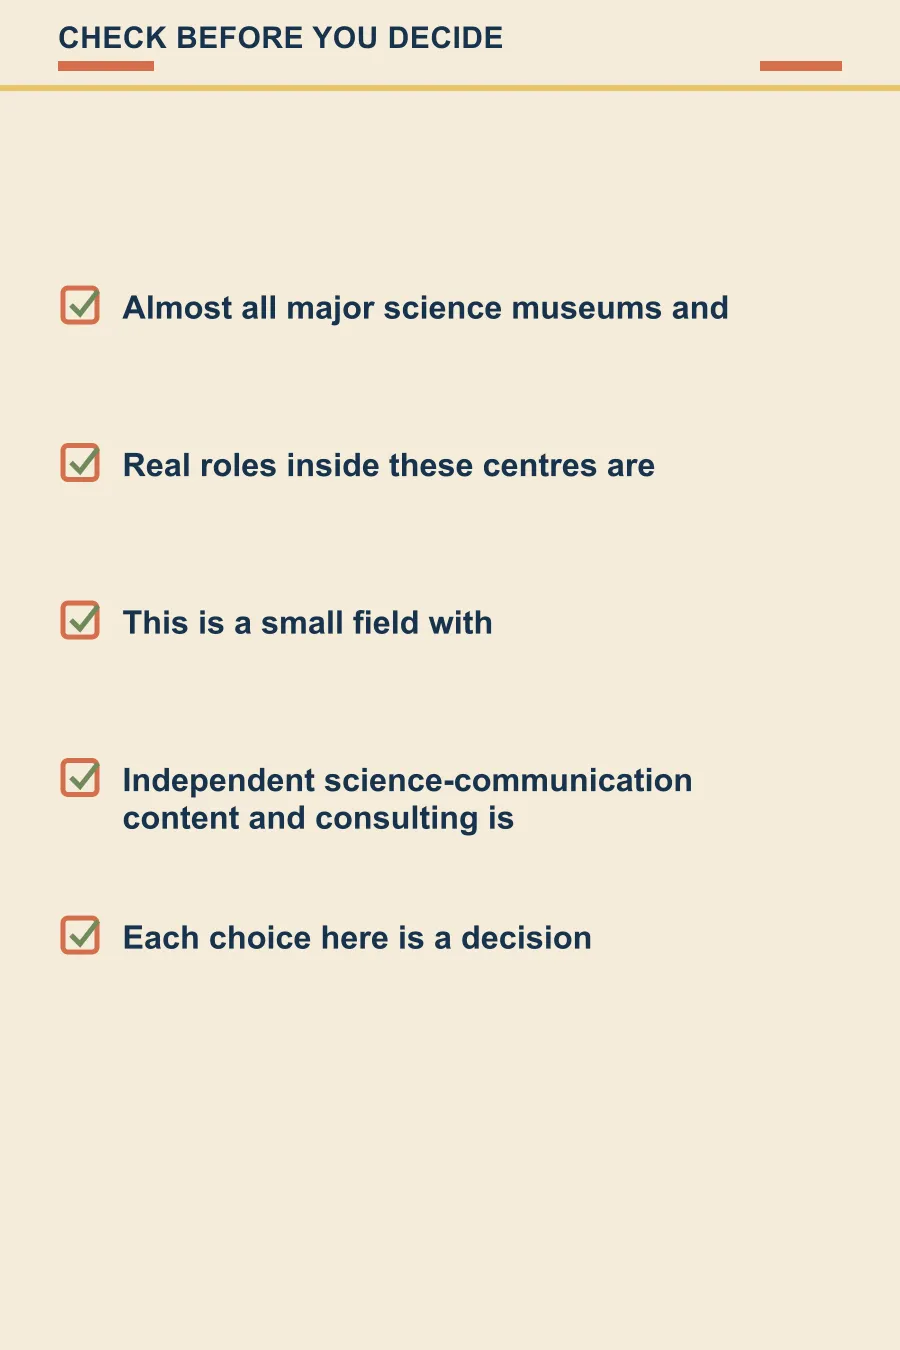 CHECK BEFORE YOU DECIDE
Almost all major science museums and
Real roles inside these centres are
This is a small field with
Independent science-communication
content and consulting is
Each choice here is a decision